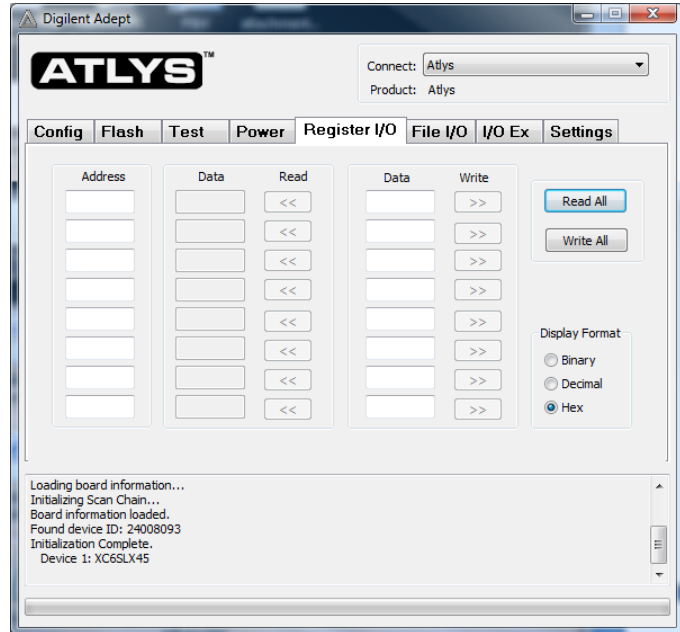 Digilent Adept
ATLYS™
Connect: Atlys
Product: Atlys
Config Flash Test Power Register I/O File I/O I/O Ex Settings
Address Data Read Data Write
<< >> Read All
<< >> Write All
<< >>
<< >>
<< >>
Display Format
<< >> Binary
<< >> Decimal
<< >> Hex
Loading board information...
Initializing Scan Chain...
Board information loaded.
Found device ID: 24008093
Initialization Complete.
Device 1: XC6SLX45